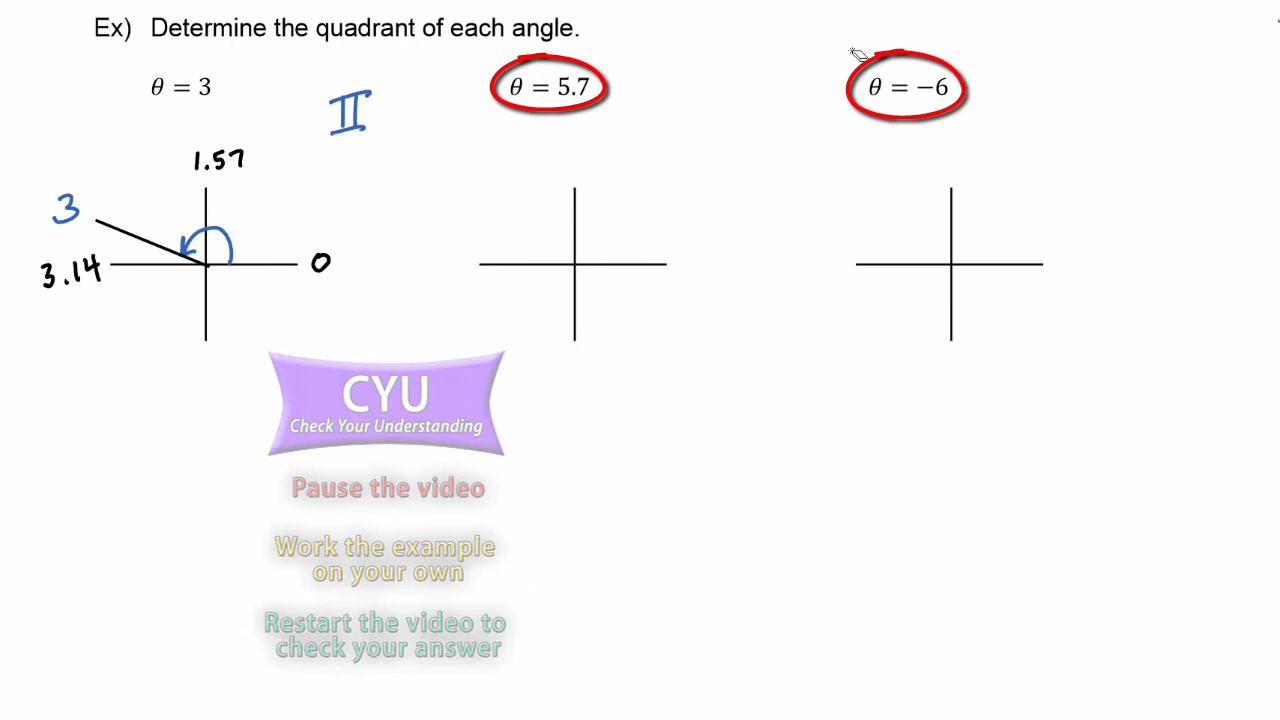 Ex) Determine the quadrant of each angle.
θ = 3
θ = 5.7
θ = −6
II
1.57
3
3.14
0
CYU
Check Your Understanding
Pause the video
Work the example
on your own
Restart the video to
check your answer